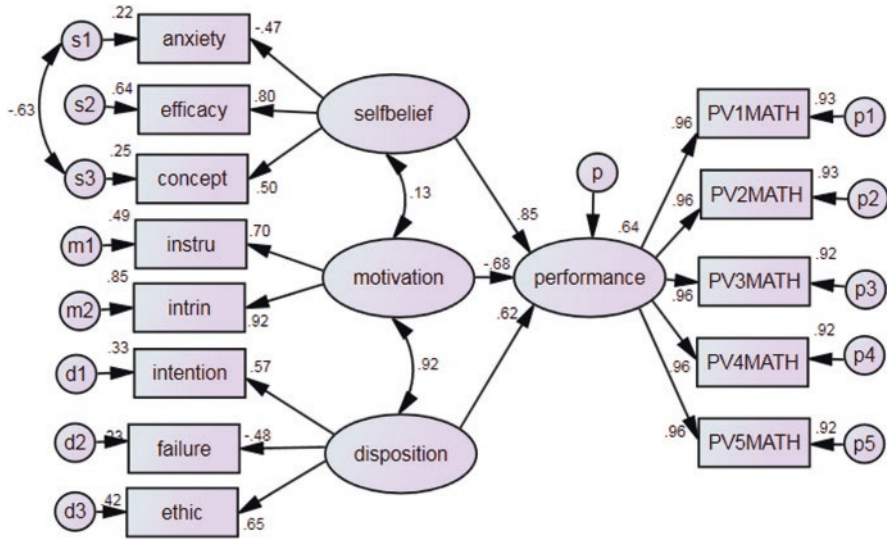 .22
s1
anxiety
-.47
.64
s2
efficacy
.80
-.63
.25
s3
concept
.50
selfbelief
.13
.49
m1
instru
.70
.85
m2
intrin
.92
motivation
.92
.33
d1
intention
.57
.23
d2
failure
-.48
.42
d3
ethic
.65
disposition
.85
-.68
.62
p
.64
performance
.96
PV1MATH
.93
p1
.96
PV2MATH
.93
p2
.96
PV3MATH
.92
p3
.96
PV4MATH
.92
p4
.96
PV5MATH
.92
p5